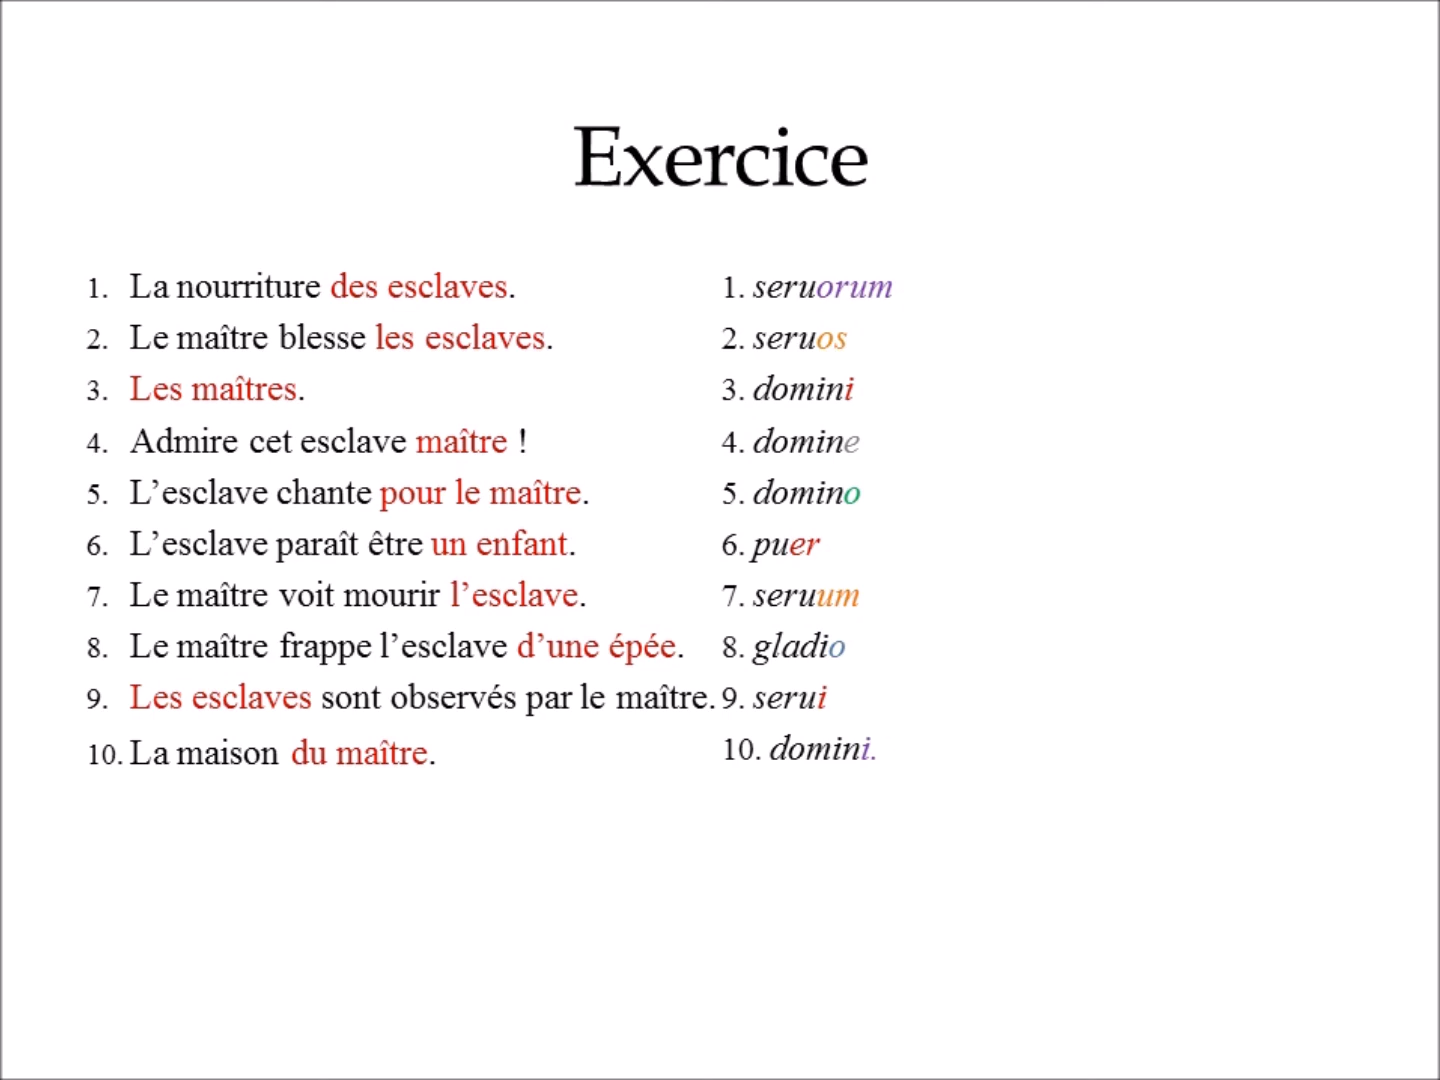 Exercice
1. La nourriture des esclaves.
2. Le maître blesse les esclaves.
3. Les maîtres.
4. Admire cet esclave maître !
5. L’esclave chante pour le maître.
6. L’esclave paraît être un enfant.
7. Le maître voit mourir l’esclave.
8. Le maître frappe l’esclave d’une épée.
9. Les esclaves sont observés par le maître.
10. La maison du maître.
1. seruorum
2. seruos
3. domini
4. domine
5. domino
6. puer
7. seruum
8. gladio
9. serui
10. domini.